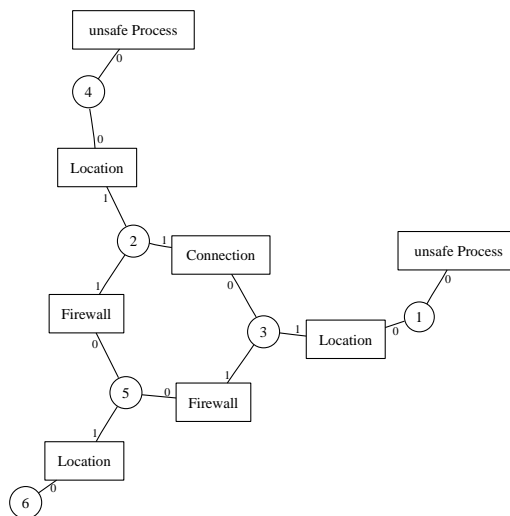 unsafe Process
0
4
0
Location
1
2
1
Connection
unsafe Process
0
0
1
1
Firewall
3
1
Location
0
0
1
5
0
Firewall
1
Location
0
6